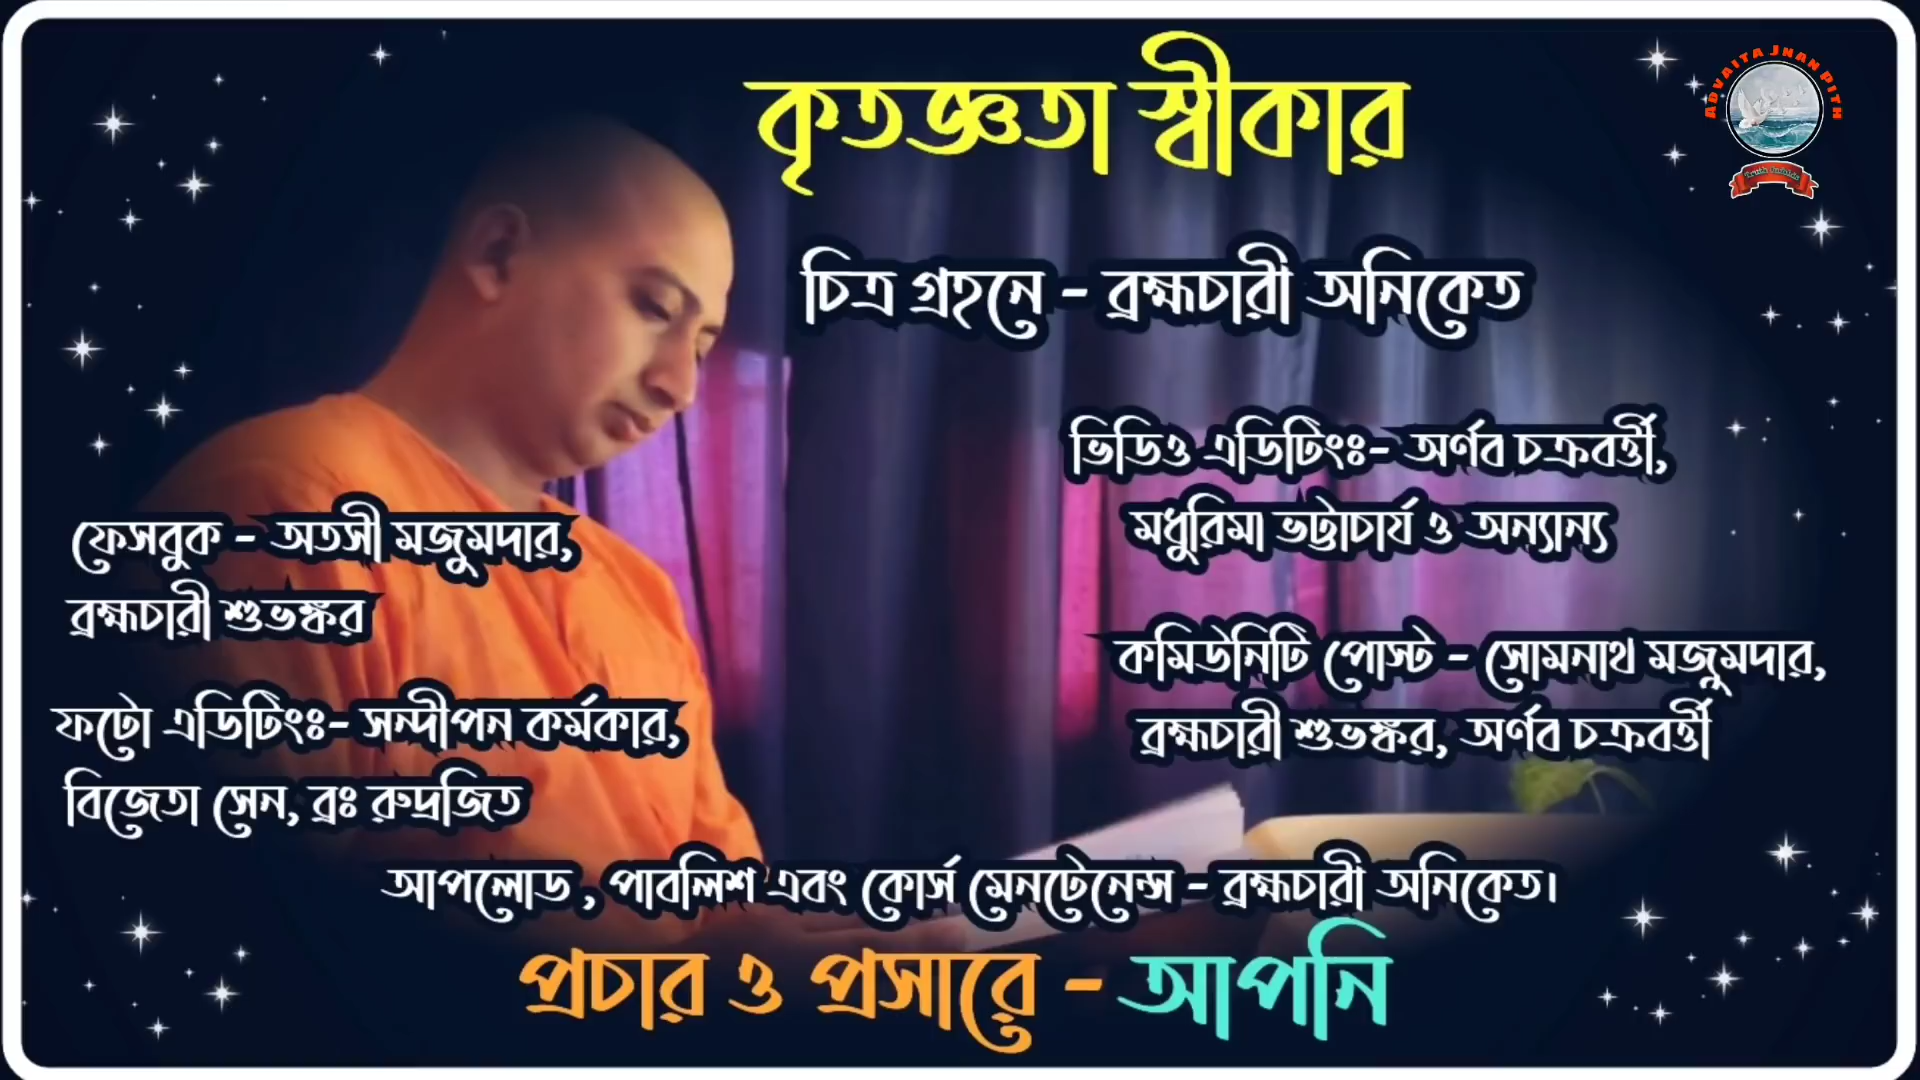 কৃতজ্ঞতা স্বীকার
ADVAITA JNAN PITH
Truth Unfolds
চিত্র গ্রহনে - ব্রহ্মচারী অনিকেত
ভিডিও এডিটিংঃ- অর্ণব চক্রবর্ত্তী,
মধুরিমা ভট্টাচার্য ও অন্যান্য
ফেসবুক - অতসী মজুমদার,
ব্রহ্মচারী শুভঙ্কর
কমিউনিটি পোস্ট - সোমনাথ মজুমদার,
ব্রহ্মচারী শুভঙ্কর, অর্ণব চক্রবর্ত্তী
ফটো এডিটিংঃ- সন্দীপন কর্মকার,
বিজেতা সেন, ব্রঃ রুদ্রজিত
আপলোড , পাবলিশ এবং কোর্স মেনটেনেন্স - ব্রহ্মচারী অনিকেত।
প্রচার ও প্রসারে - আপনি